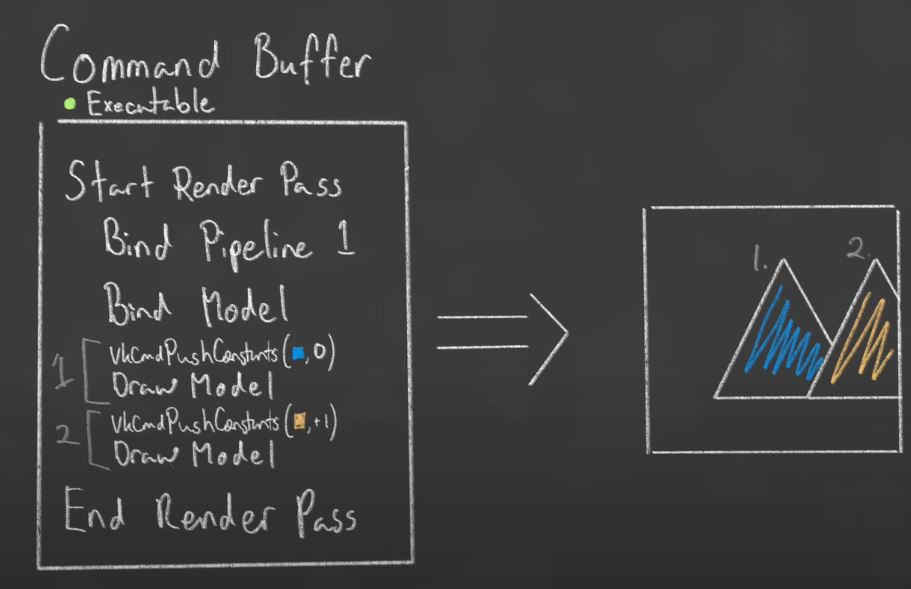 Command Buffer
• Executable
Start Render Pass
Bind Pipeline 1
Bind Model
1 [ vkCmdPushConstants(■, 0)
Draw Model
2 [ vkCmdPushConstants(■, +1)
Draw Model
End Render Pass
1. 2.